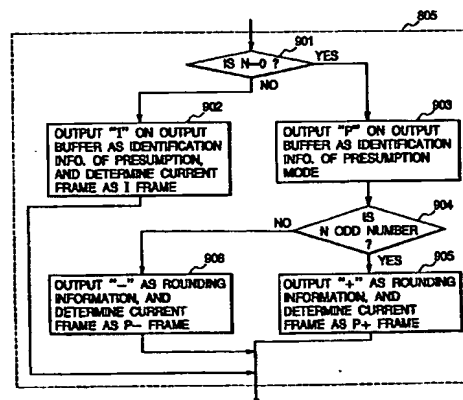 805
901
IS N=0 ?
YES
NO
902
OUTPUT "I" ON OUTPUT
BUFFER AS IDENTIFICATION
INFO. OF PRESUMPTION,
AND DETERMINE CURRENT
FRAME AS I FRAME
903
OUTPUT "P" ON OUTPUT
BUFFER AS IDENTIFICATION
INFO. OF PRESUMPTION
MODE
904
IS
N ODD NUMBER
?
NO
YES
906
OUTPUT "-" AS ROUNDING
INFORMATION, AND
DETERMINE CURRENT
FRAME AS P- FRAME
905
OUTPUT "+" AS ROUNDING
INFORMATION, AND
DETERMINE CURRENT
FRAME AS P+ FRAME